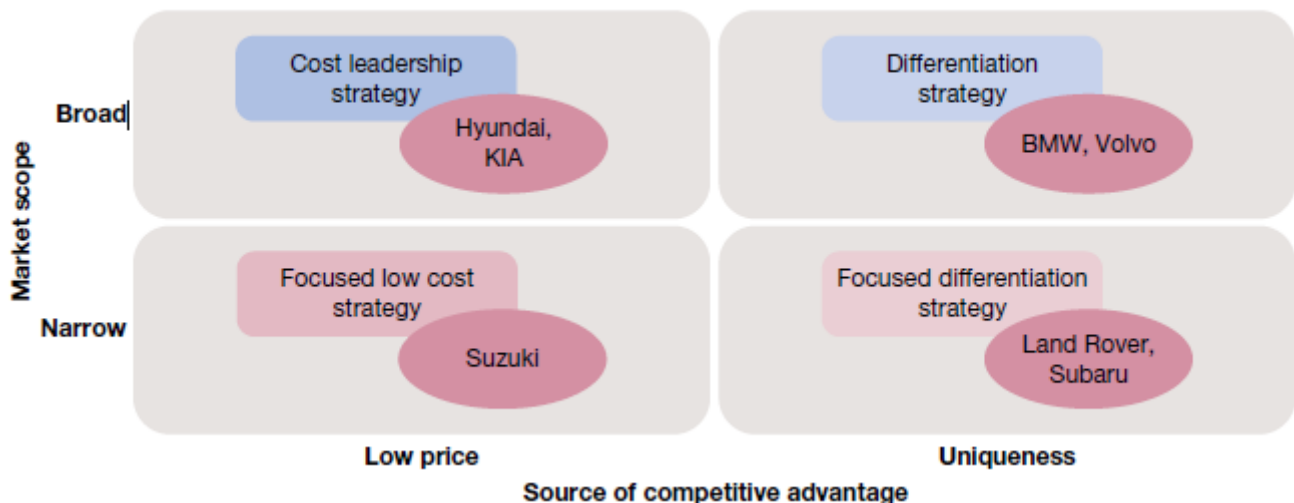 Cost leadership
strategy
Hyundai,
KIA
Differentiation
strategy
BMW, Volvo
Broad
Market scope
Focused low cost
strategy
Suzuki
Focused differentiation
strategy
Land Rover,
Subaru
Narrow
Low price
Uniqueness
Source of competitive advantage